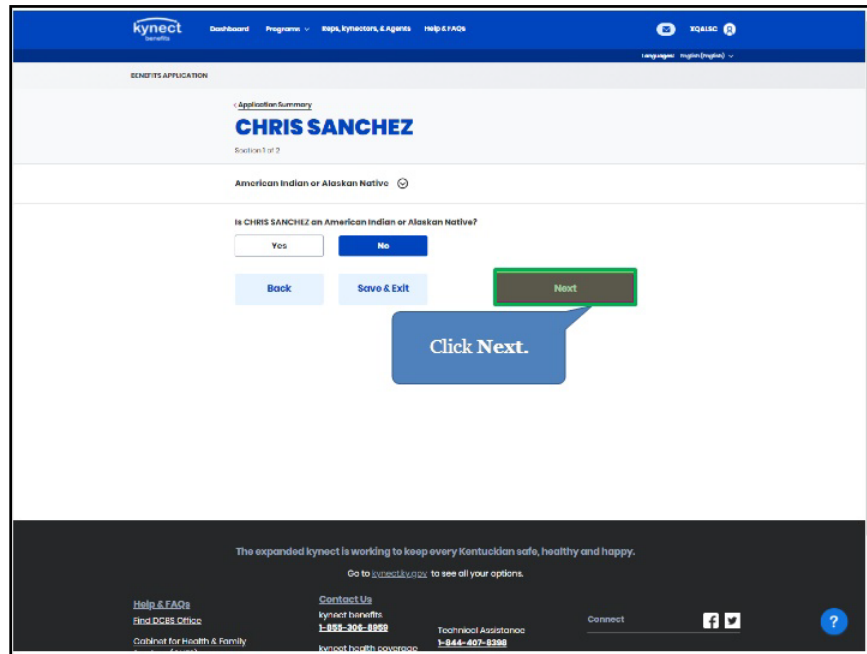 kynect
benefits
Dashboard Programs Reps, kynectors, & Agents Help & FAQs XQALSC
Languages: English (English)
BENEFITS APPLICATION
< Application Summary
CHRIS SANCHEZ
Section 1 of 2
American Indian or Alaskan Native
Is CHRIS SANCHEZ an American Indian or Alaskan Native?
Yes No
Back Save & Exit Next
Click Next.
The expanded kynect is working to keep every Kentuckian safe, healthy and happy.
Go to kynect.ky.gov to see all your options.
Help & FAQs
Find DCBS Office
Cabinet for Health & Family
Contact Us
kynect benefits
1-855-306-8959
kynect health coverage
Technical Assistance
1-844-407-8398
Connect
?